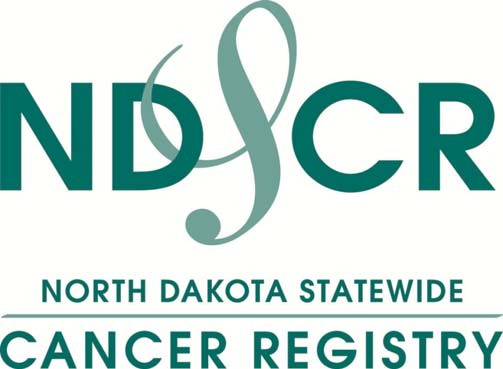 NDSCR
NORTH DAKOTA STATEWIDE
CANCER REGISTRY